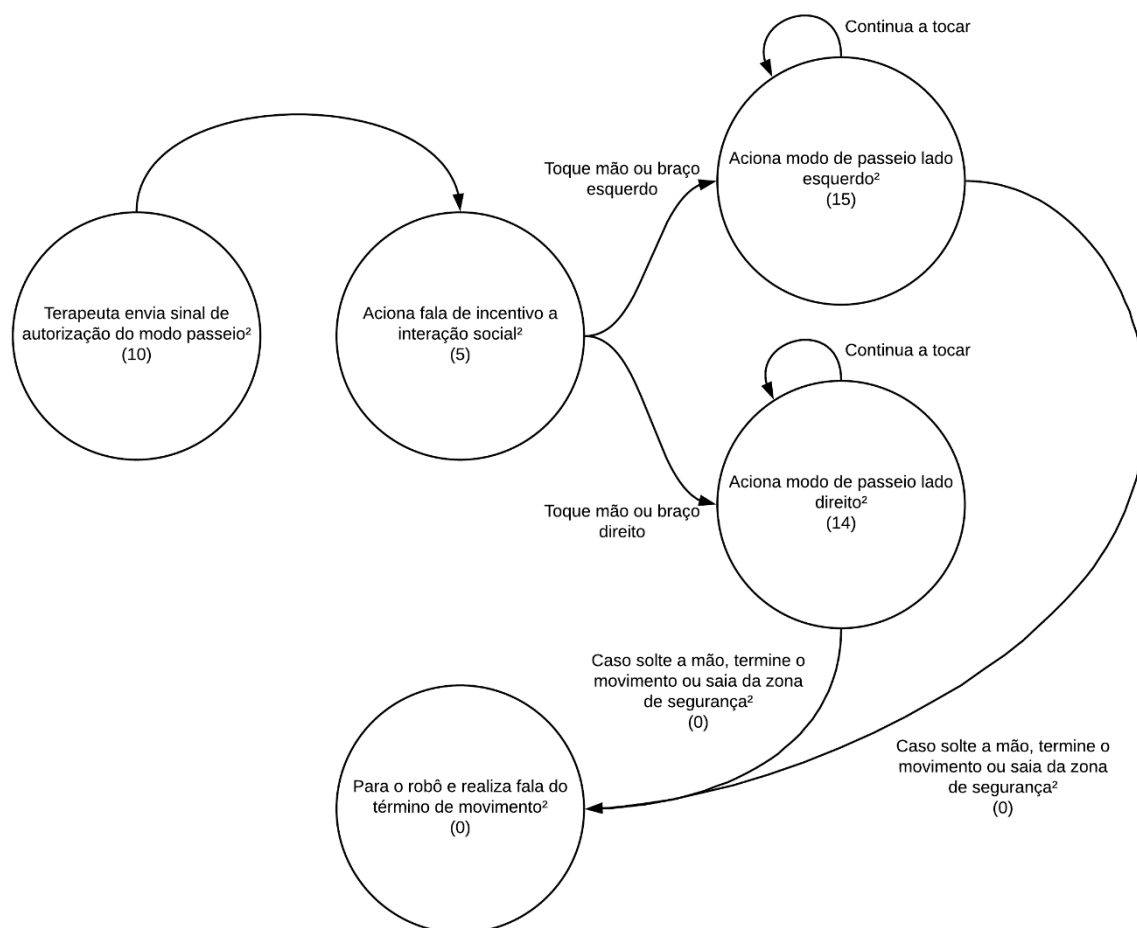 Continua a tocar
Toque mão ou braço
esquerdo
Aciona modo de passeio lado
esquerdo²
(15)
Terapeuta envia sinal de
autorização do modo passeio²
(10)
Aciona fala de incentivo a
interação social²
(5)
Continua a tocar
Toque mão ou braço
direito
Aciona modo de passeio lado
direito²
(14)
Caso solte a mão, termine o
movimento ou saia da zona
de segurança²
(0)
Caso solte a mão, termine o
movimento ou saia da zona
de segurança²
(0)
Para o robô e realiza fala do
término de movimento²
(0)